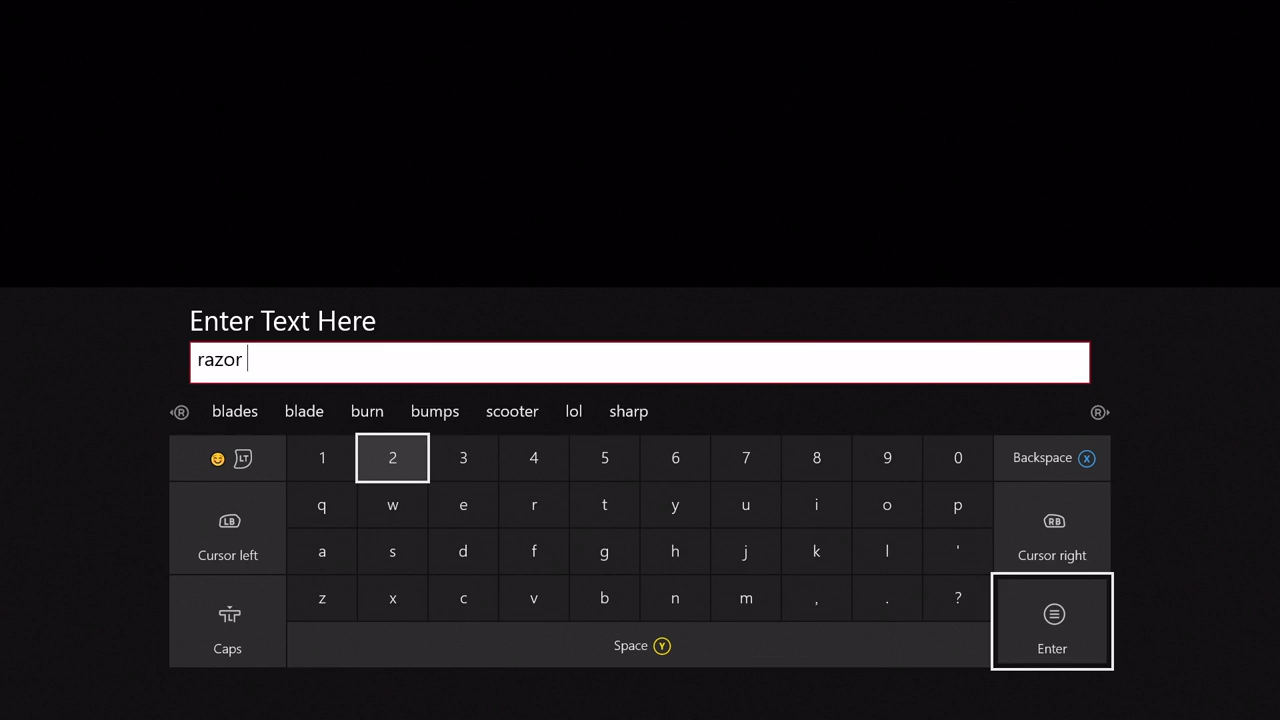 Enter Text Here
razor
R blades blade burn bumps scooter lol sharp R
LT 1 2 3 4 5 6 7 8 9 0 Backspace X
q w e r t y u i o p
LB RB
Cursor left a s d f g h j k l ' Cursor right
z x c v b n m , . ?
LT
Caps Space Y Enter